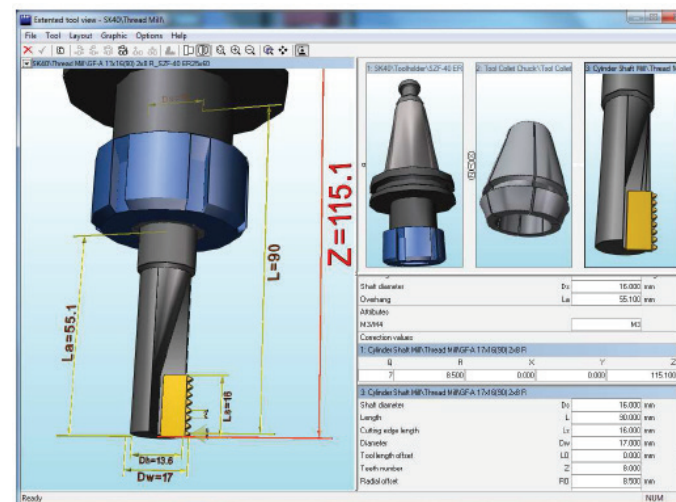 Extented tool view - SK40\Thread Mill\
File Tool Layout Graphic Options Help
1: SK40\Toolholder\SZF-40 ER
2: Tool Collet Chuck\Tool Collet
3: Cylinder Shaft Mill\Thread M
La=55.1
L=90
Z=115.1
Ls=16
Dh=13.6
Dw=17
Shaft diameter Ds 16.000 mm
Overhang La 55.100 mm
Attributes
M3/M4 M3
Correction values
1: Cylinder Shaft Mill\Thread Mill\GF-A 17x16(90) 2x8 R
Q R X Y Z
7 8.500 0.000 0.000 115.100
3: Cylinder Shaft Mill\Thread Mill\GF-A 17x16(90) 2x8 R
Shaft diameter Ds 16.000 mm
Length L 90.000 mm
Cutting edge length Ls 16.000 mm
Diameter Dw 17.000 mm
Tool length offset LO 0.000 mm
Teeth number Z 8.000
Radial offset RO 8.500 mm
Ready NUM